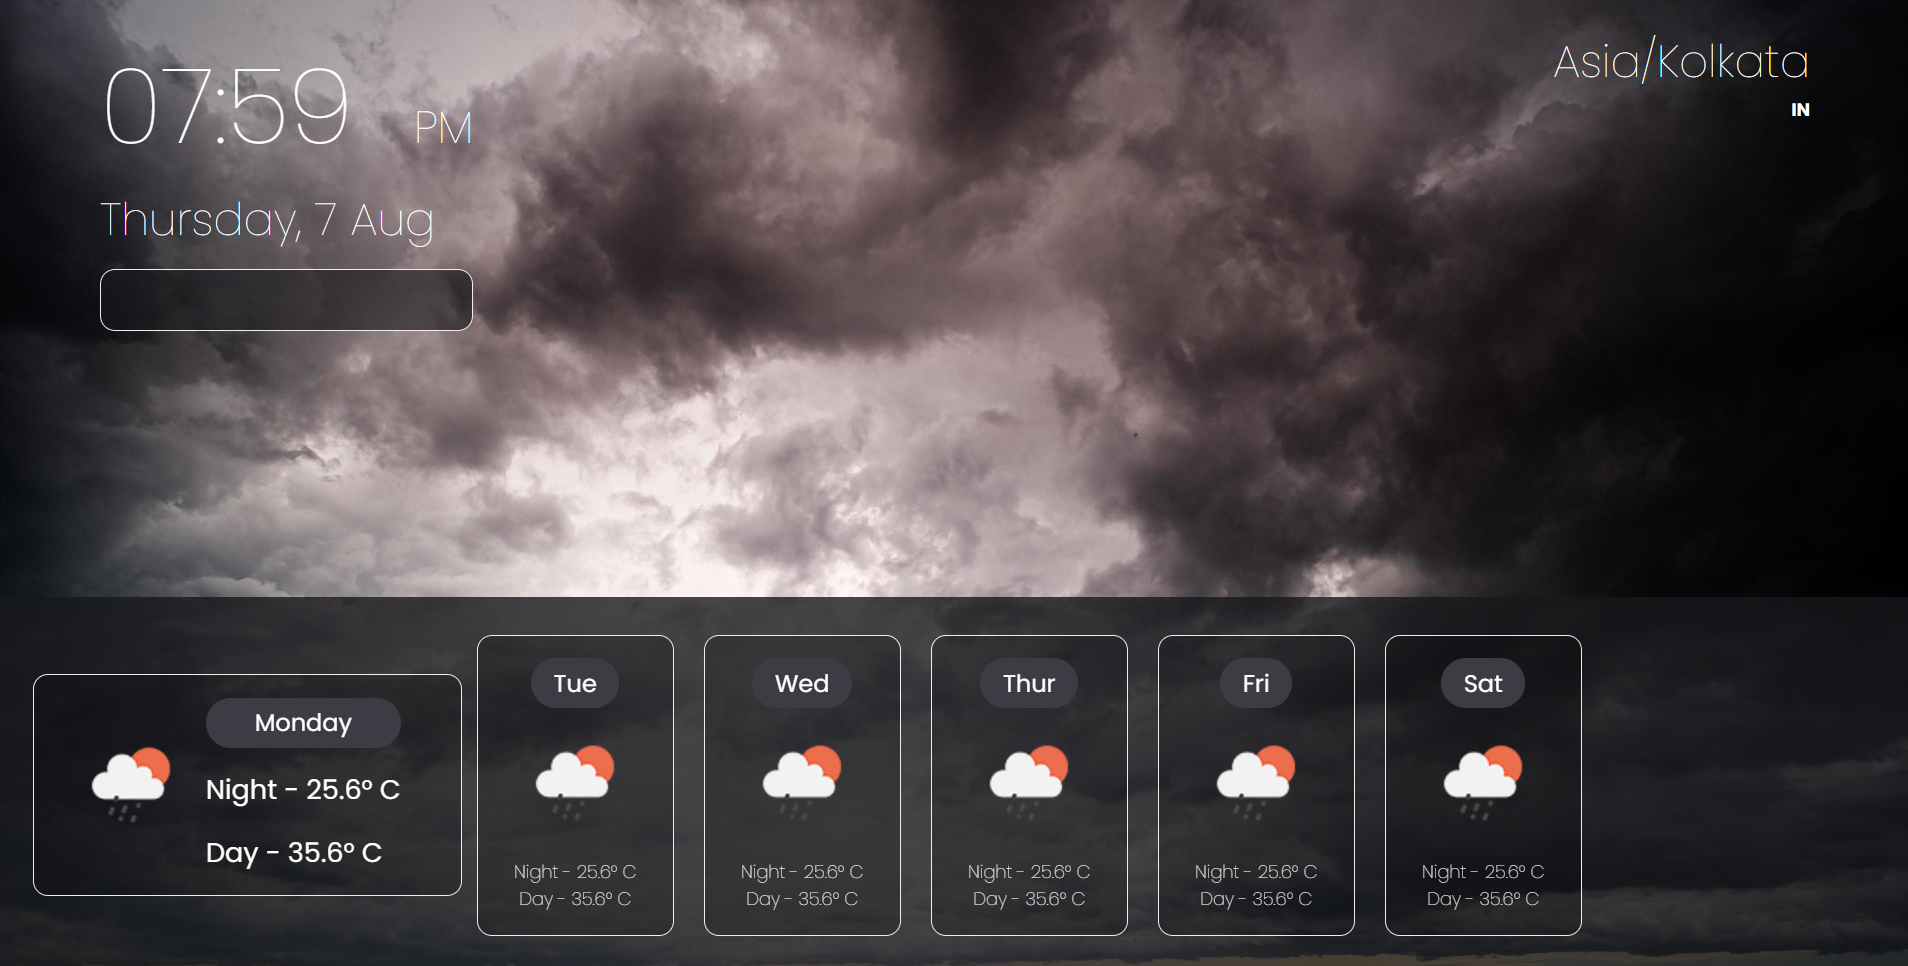 07:59 PM
Asia/Kolkata
IN
Thursday, 7 Aug
Monday
Night - 25.6° C
Day - 35.6° C
Tue
Night - 25.6° C
Day - 35.6° C
Wed
Night - 25.6° C
Day - 35.6° C
Thur
Night - 25.6° C
Day - 35.6° C
Fri
Night - 25.6° C
Day - 35.6° C
Sat
Night - 25.6° C
Day - 35.6° C